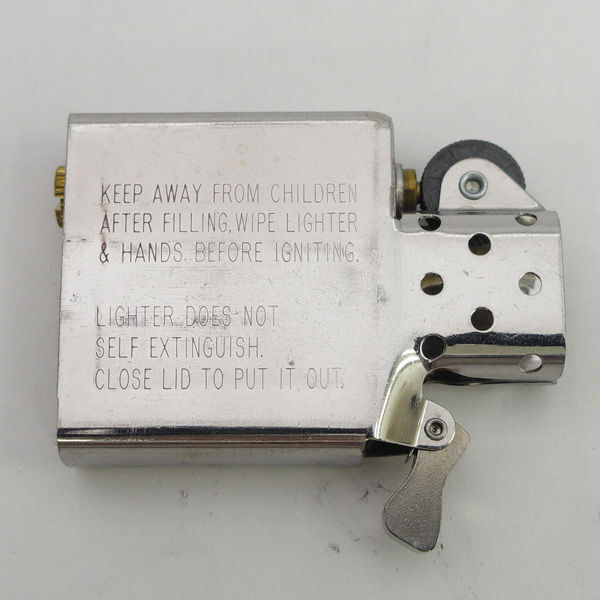 KEEP AWAY FROM CHILDREN
AFTER FILLING, WIPE LIGHTER
& HANDS BEFORE IGNITING.
LIGHTER DOES NOT
SELF EXTINGUISH.
CLOSE LID TO PUT IT OUT.